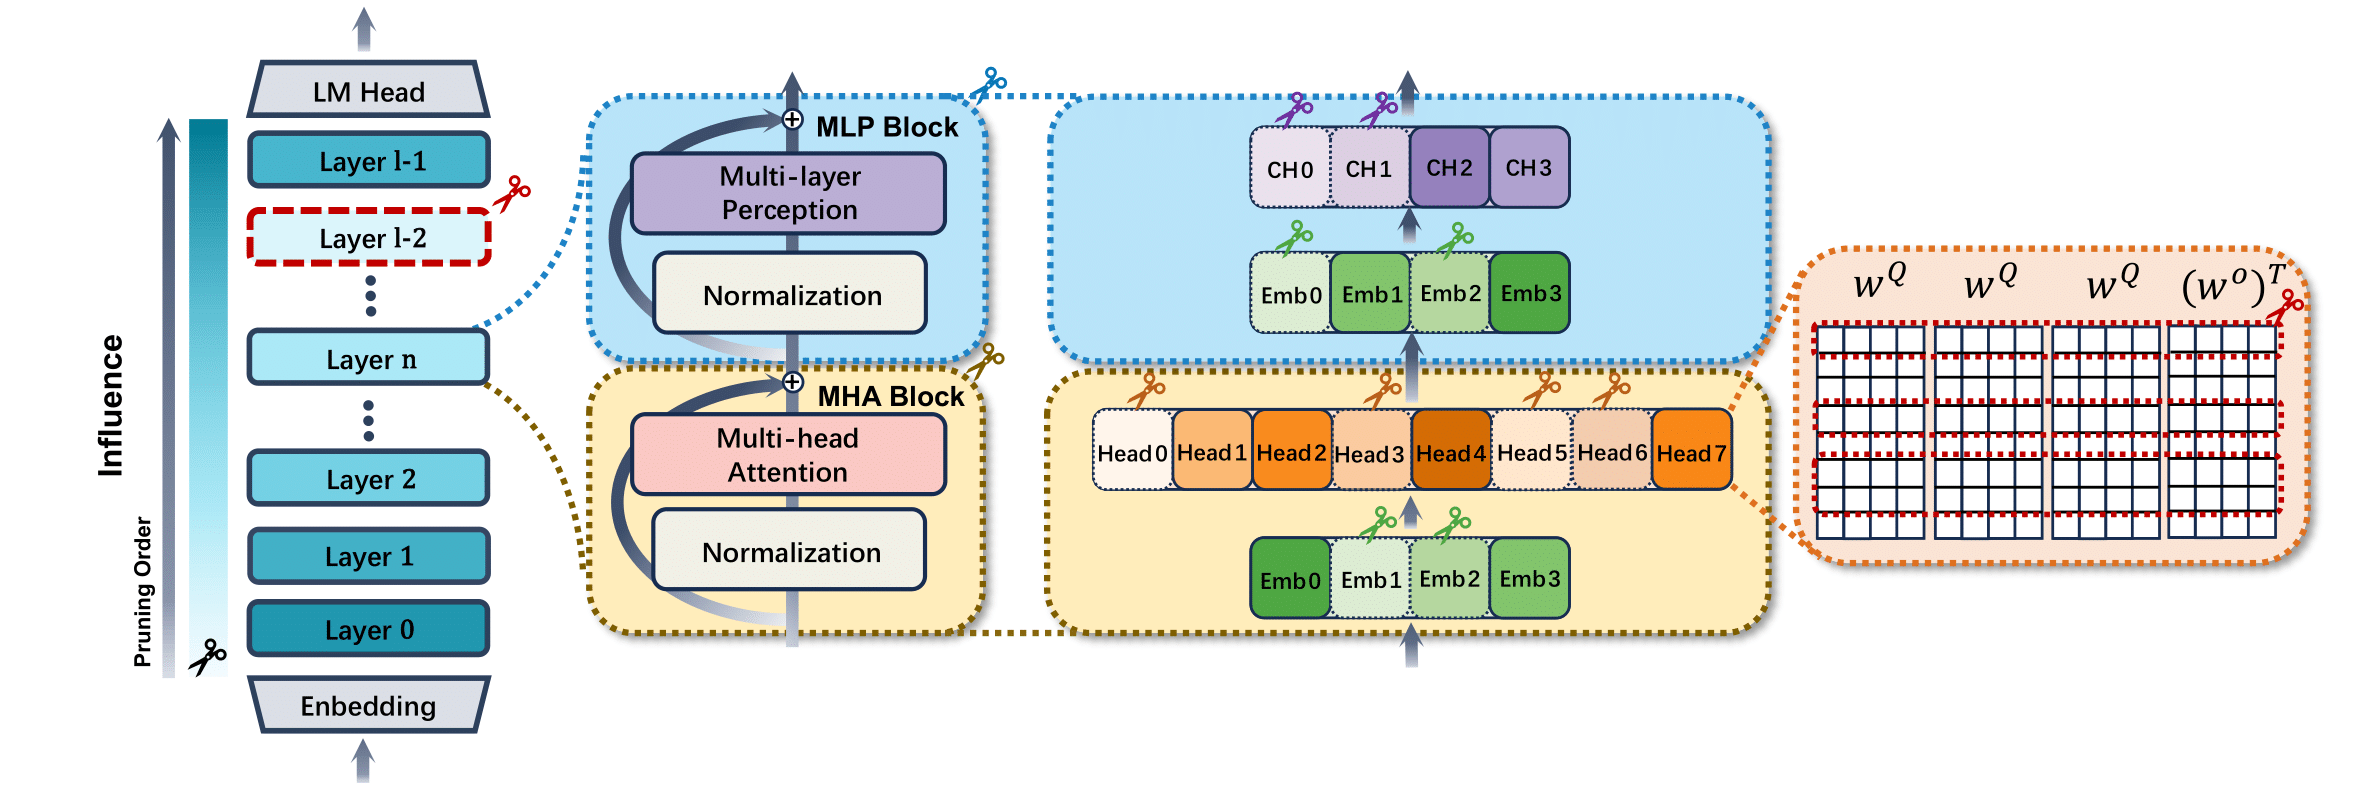 Influence
Pruning Order
LM Head
Layer l-1
Layer l-2
Layer n
Layer 2
Layer 1
Layer 0
Enbedding
MLP Block
Multi-layer
Perception
Normalization
MHA Block
Multi-head
Attention
Normalization
CH0 CH1 CH2 CH3
Emb0 Emb1 Emb2 Emb3
Head0 Head1 Head2 Head3 Head4 Head5 Head6 Head7
Emb0 Emb1 Emb2 Emb3
w^Q w^Q w^Q (w^o)^T